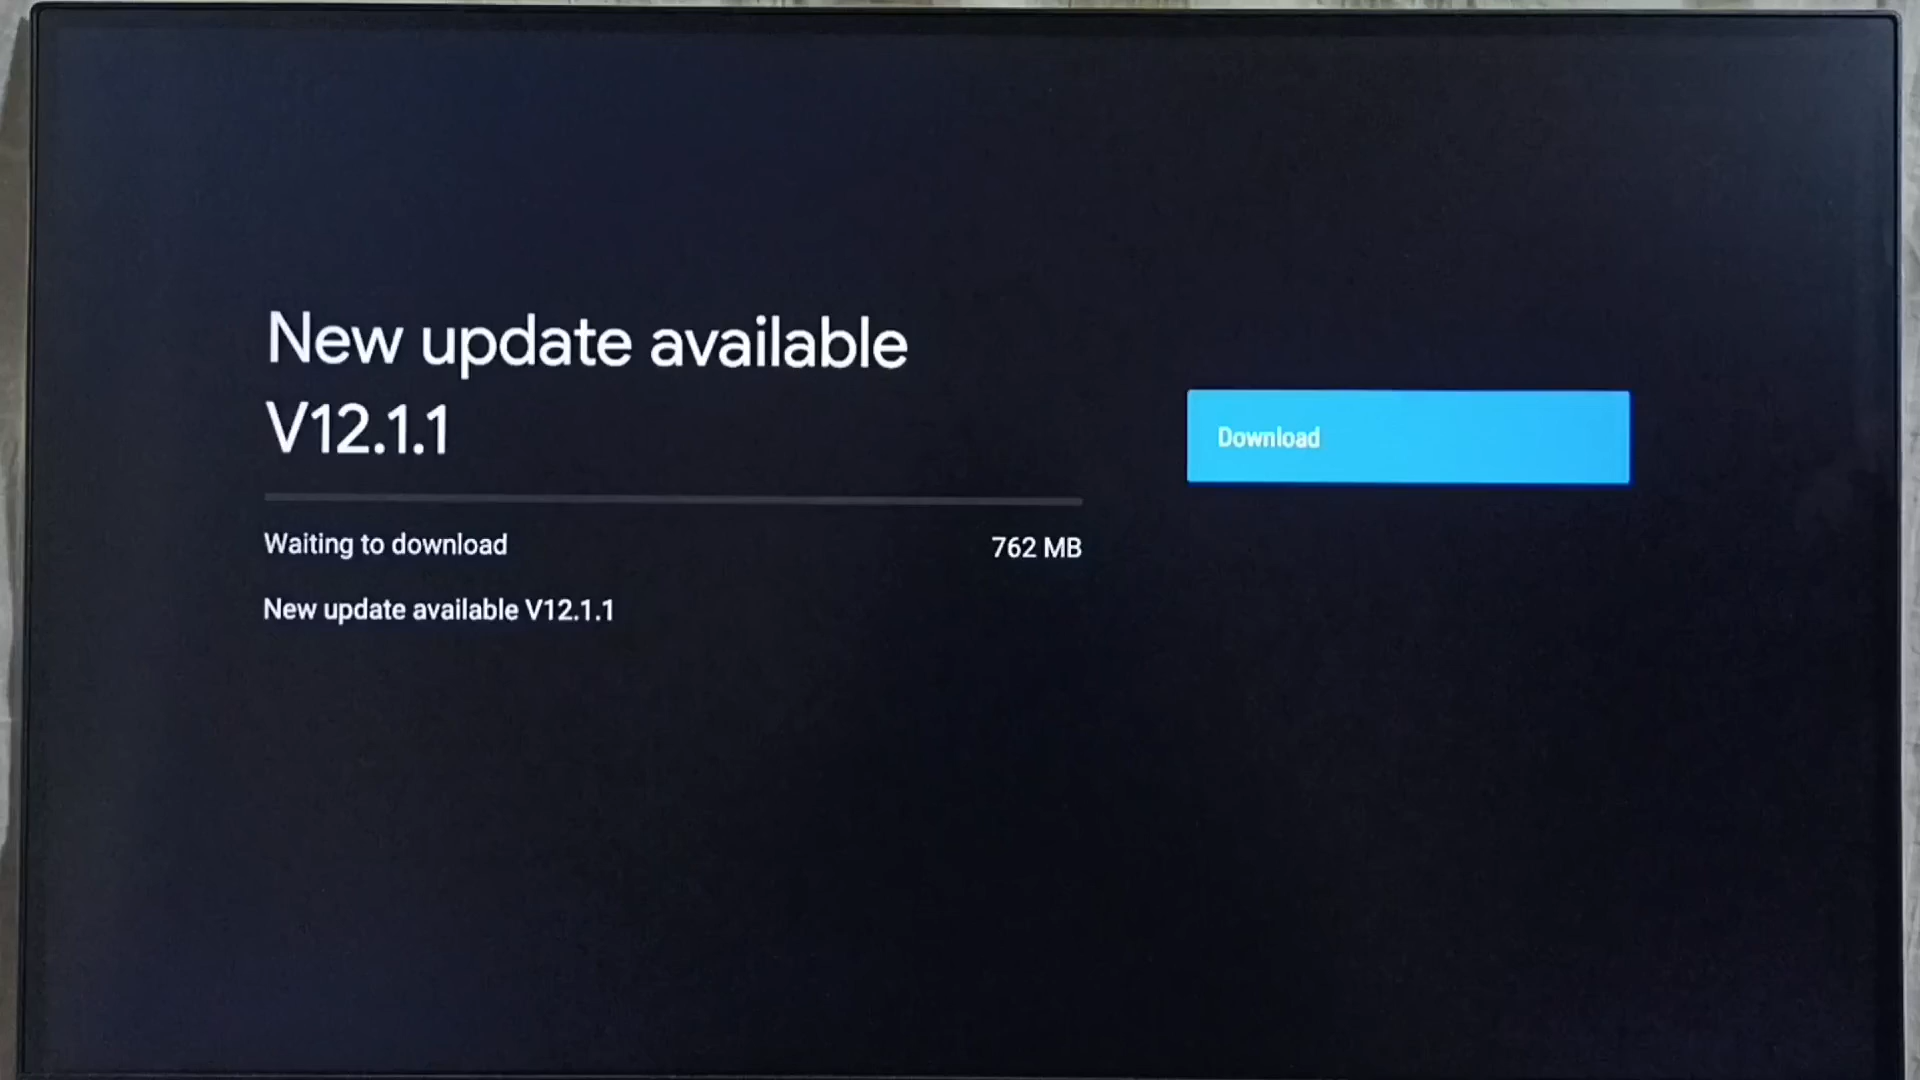 New update available
V12.1.1
Download
Waiting to download
762 MB
New update available V12.1.1